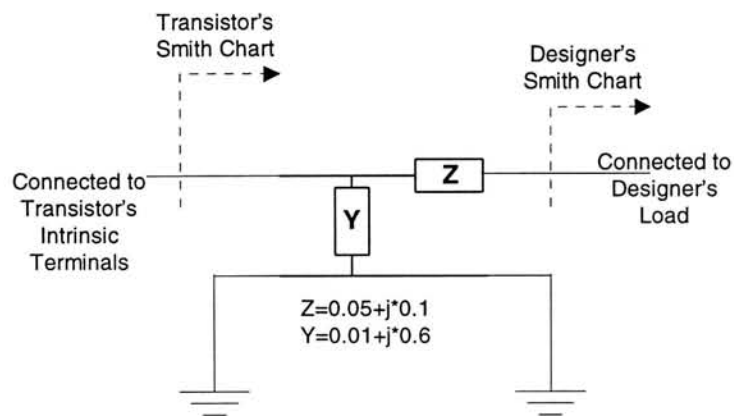 Transistor's
Smith Chart
Designer's
Smith Chart
Connected to
Transistor's
Intrinsic
Terminals
Z
Connected to
Designer's
Load
Y
Z=0.05+j*0.1
Y=0.01+j*0.6